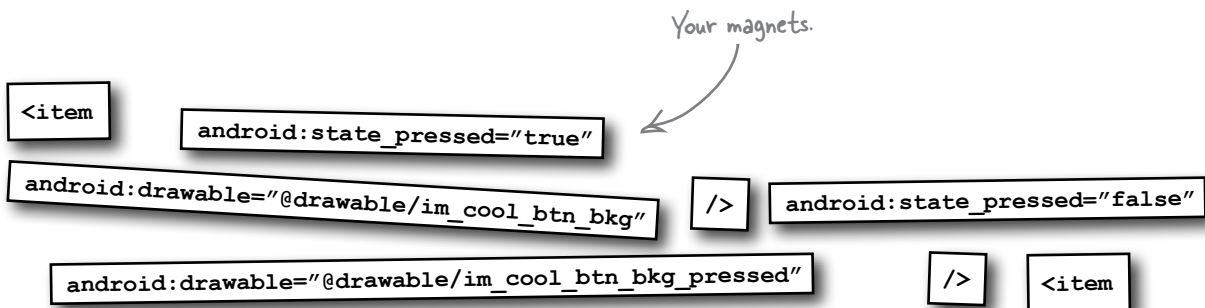 Your magnets.
<item
android:state_pressed="true"
android:drawable="@drawable/im_cool_btn_bkg"
/>
android:state_pressed="false"
android:drawable="@drawable/im_cool_btn_bkg_pressed"
/>
<item